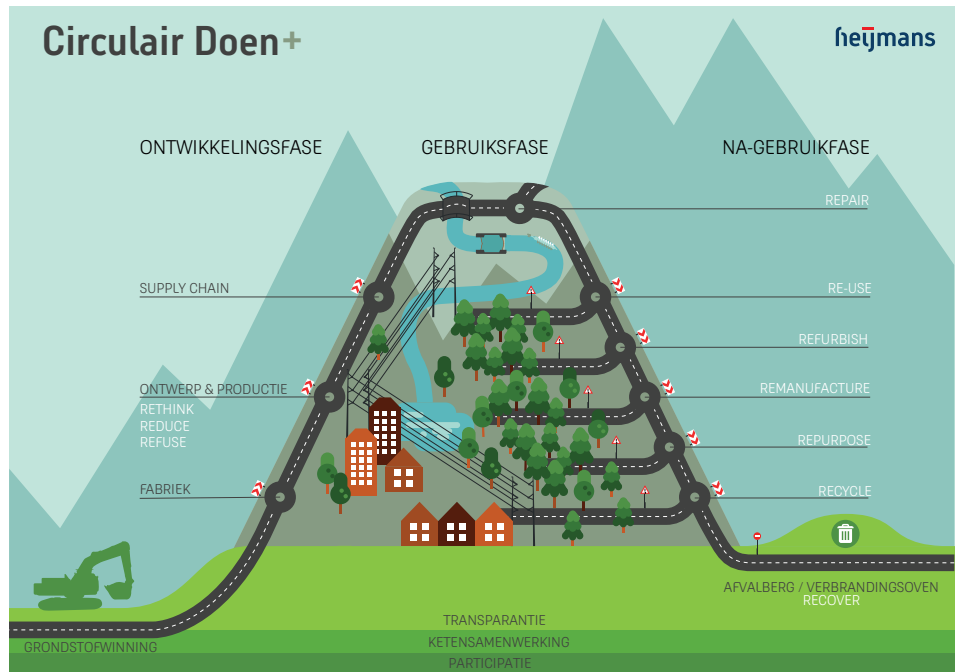 Circulair Doen+
heijmans
ONTWIKKELINGSFASE
GEBRUIKSFASE
NA-GEBRUIKFASE
REPAIR
SUPPLY CHAIN
RE-USE
REFURBISH
ONTWERP & PRODUCTIE
REMANUFACTURE
RETHINK
REDUCE
REFUSE
REPURPOSE
FABRIEK
RECYCLE
AFVALBERG / VERBRANDINGSOVEN
RECOVER
TRANSPARANTIE
KETENSAMENWERKING
GRONDSTOFWINNING
PARTICIPATIE